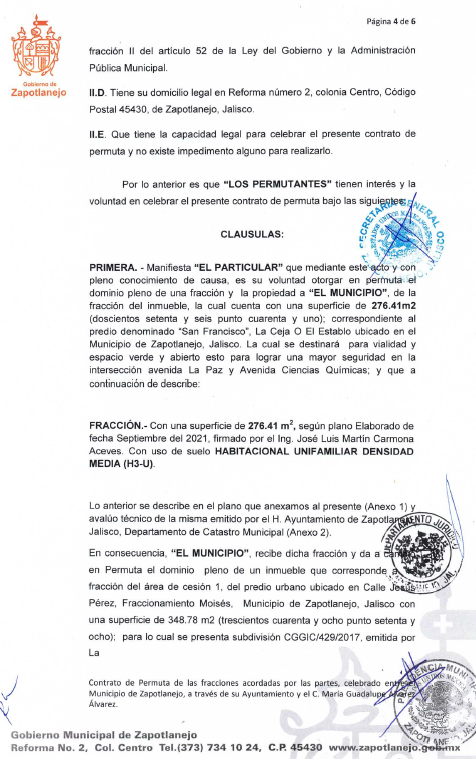 Página 4 de 6
Gobierno de
Zapotlanejo
fracción II del artículo 52 de la Ley del Gobierno y la Administración
Pública Municipal.
II.D. Tiene su domicilio legal en Reforma número 2, colonia Centro, Código
Postal 45430, de Zapotlanejo, Jalisco.
II.E. Que tiene la capacidad legal para celebrar el presente contrato de
permuta y no existe impedimento alguno para realizarlo.
Por lo anterior es que "LOS PERMUTANTES" tienen interés y la
voluntad en celebrar el presente contrato de permuta bajo las siguientes
SECRETARIA GENERAL
CLAUSULAS:
PRIMERA. - Manifiesta "EL PARTICULAR" que mediante este acto y con
pleno conocimiento de causa, es su voluntad otorgar en permuta el
dominio pleno de una fracción y la propiedad a "EL MUNICIPIO", de la
fracción del inmueble, la cual cuenta con una superficie de 276.41m2
(doscientos setenta y seis punto cuarenta y uno); correspondiente al
predio denominado "San Francisco", La Ceja O El Establo ubicado en el
Municipio de Zapotlanejo, Jalisco. La cual se destinará para vialidad y
espacio verde y abierto esto para lograr una mayor seguridad en la
intersección avenida La Paz y Avenida Ciencias Químicas; y que a
continuación de describe:
FRACCIÓN.- Con una superficie de 276.41 m², según plano Elaborado de
fecha Septiembre del 2021, firmado por el Ing. José Luis Martín Carmona
Aceves. Con uso de suelo HABITACIONAL UNIFAMILIAR DENSIDAD
MEDIA (H3-U).
Lo anterior se describe en el plano que anexamos al presente (Anexo 1) y
avalúo técnico de la misma emitido por el H. Ayuntamiento de
Jalisco, Departamento de Catastro Municipal (Anexo 2).
En consecuencia, "EL MUNICIPIO", recibe dicha fracción y da a
en Permuta el dominio pleno de un inmueble que corresponde a
fracción del área de cesión 1, del predio urbano ubicado en Calle Jesús
Pérez, Fraccionamiento Moisés, Municipio de Zapotlanejo, Jalisco con
una superficie de 348.78 m2 (trescientos cuarenta y ocho punto setenta y
ocho); para lo cual se presenta subdivisión CGGIC/429/2017, emitida por
La
Contrato de Permuta de las fracciones acordadas por las partes, celebrado entre el
Municipio de Zapotlanejo, a través de su Ayuntamiento y el C. Maria Guadalupe Álvarez
Álvarez.
Gobierno Municipal de Zapotlanejo
Reforma No. 2, Col. Centro Tel.(373) 734 10 24, C.P. 45430 www.zapotlanejo.gob.mx